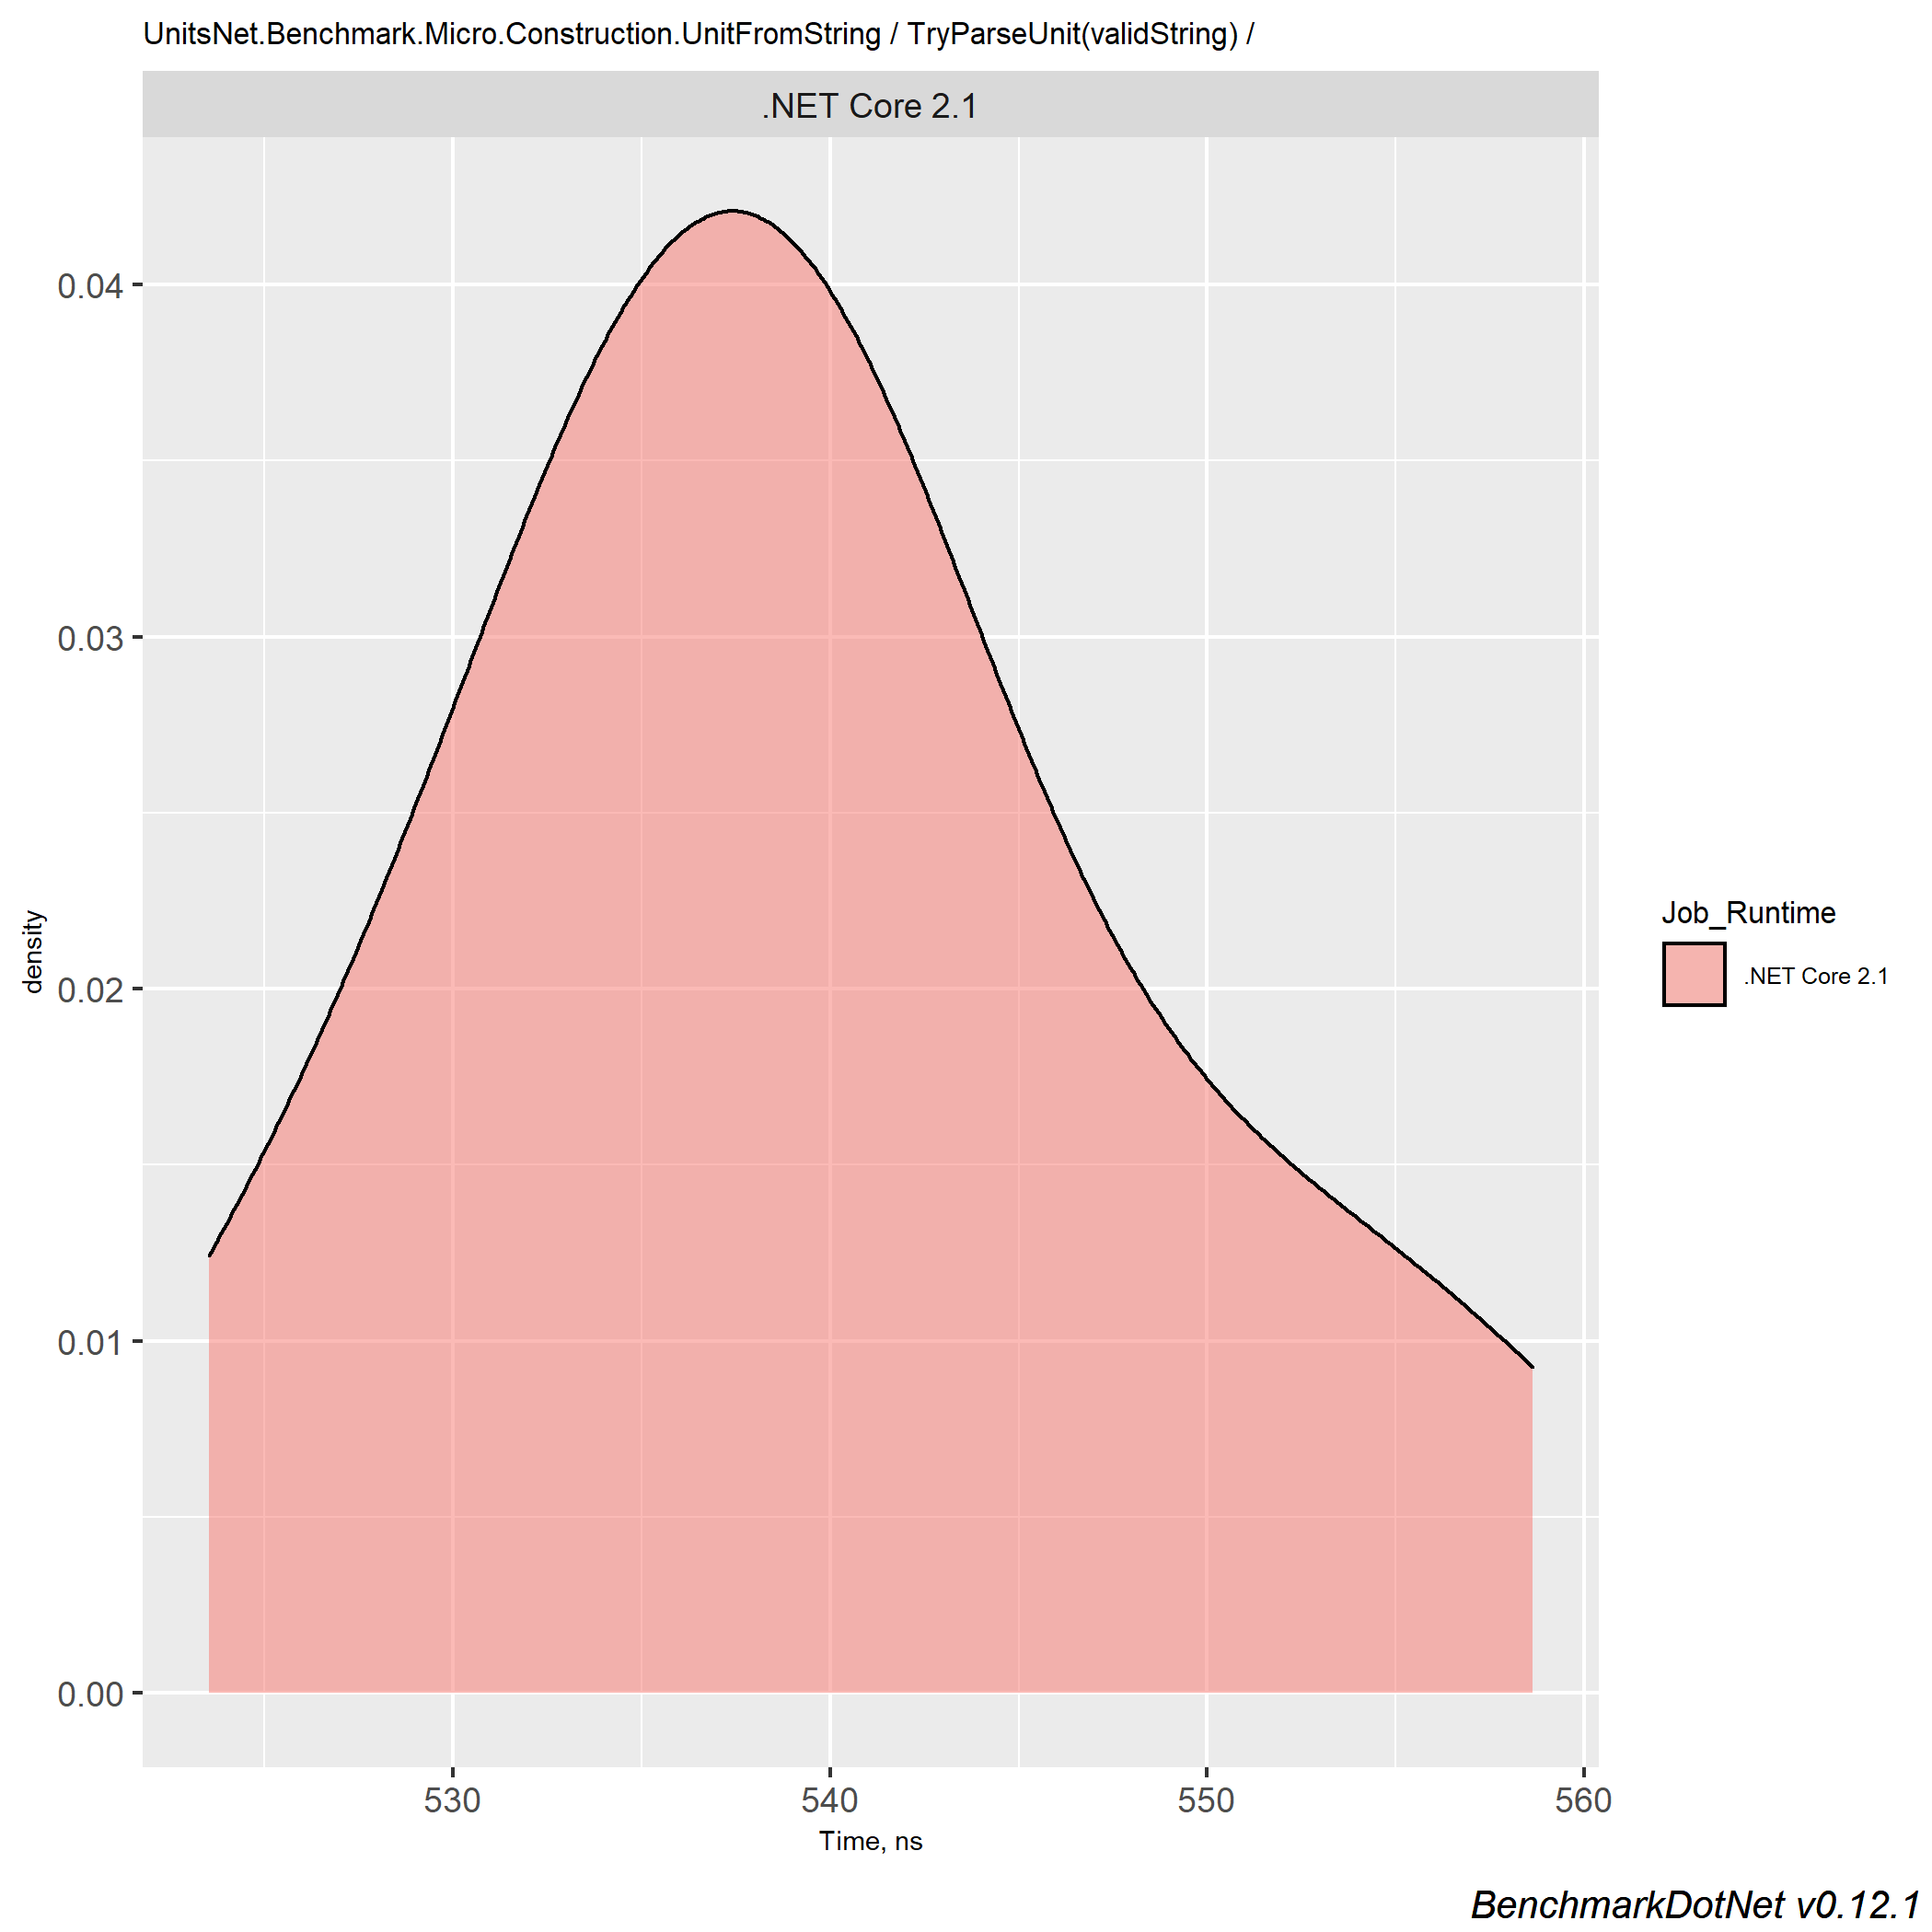 UnitsNet.Benchmark.Micro.Construction.UnitFromString / TryParseUnit(validString) /
.NET Core 2.1
0.04
0.03
0.02
0.01
0.00
density
530 540 550 560
Time, ns
Job_Runtime
.NET Core 2.1
BenchmarkDotNet v0.12.1